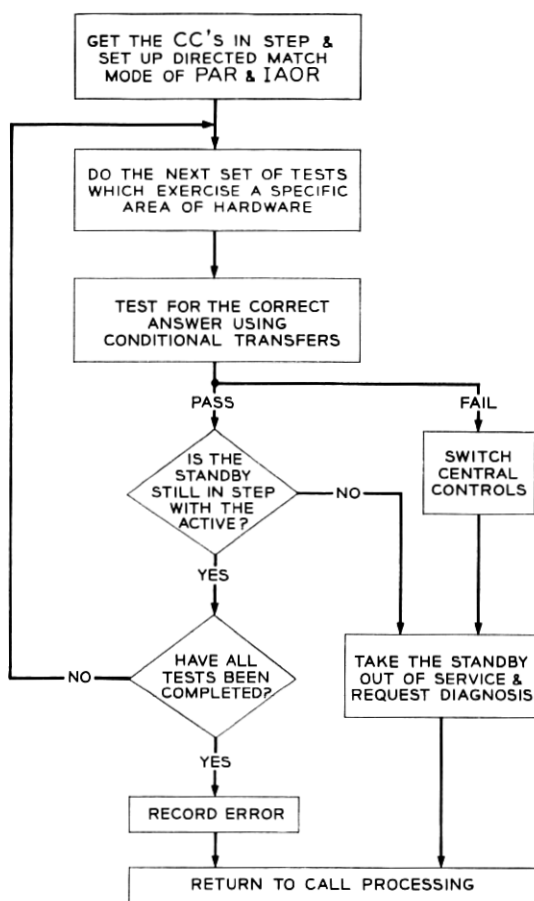 GET THE CC'S IN STEP &
SET UP DIRECTED MATCH
MODE OF PAR & IAOR
DO THE NEXT SET OF TESTS
WHICH EXERCISE A SPECIFIC
AREA OF HARDWARE
TEST FOR THE CORRECT
ANSWER USING
CONDITIONAL TRANSFERS
PASS
FAIL
IS THE
STANDBY
STILL IN STEP
WITH THE
ACTIVE?
NO
SWITCH
CENTRAL
CONTROLS
YES
HAVE ALL
TESTS BEEN
COMPLETED?
NO
TAKE THE STANDBY
OUT OF SERVICE &
REQUEST DIAGNOSIS
YES
RECORD ERROR
RETURN TO CALL PROCESSING